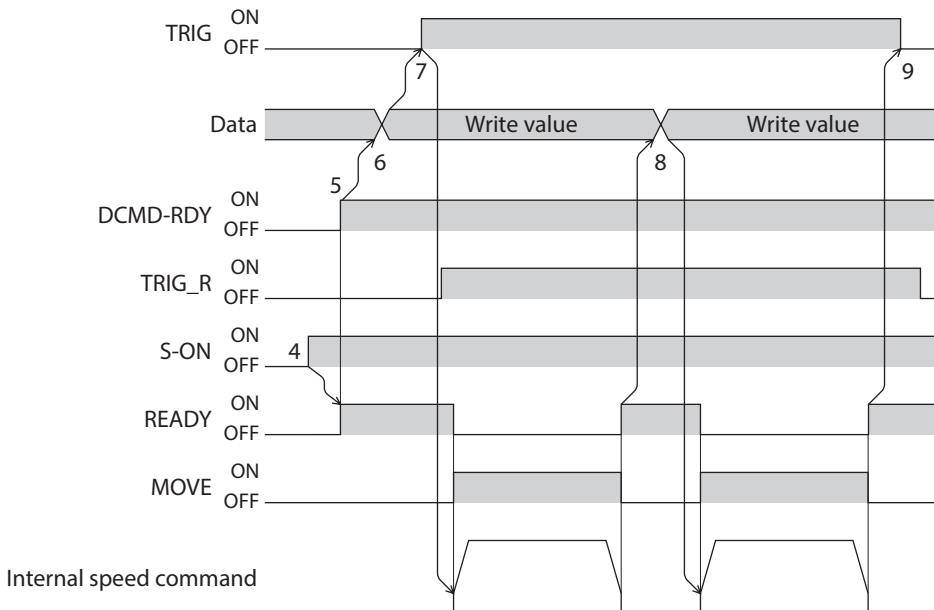 TRIG ON
OFF
7 9
Data Write value Write value
6 8
5
DCMD-RDY ON
OFF
TRIG_R ON
OFF
S-ON ON
OFF 4
READY ON
OFF
MOVE ON
OFF
Internal speed command